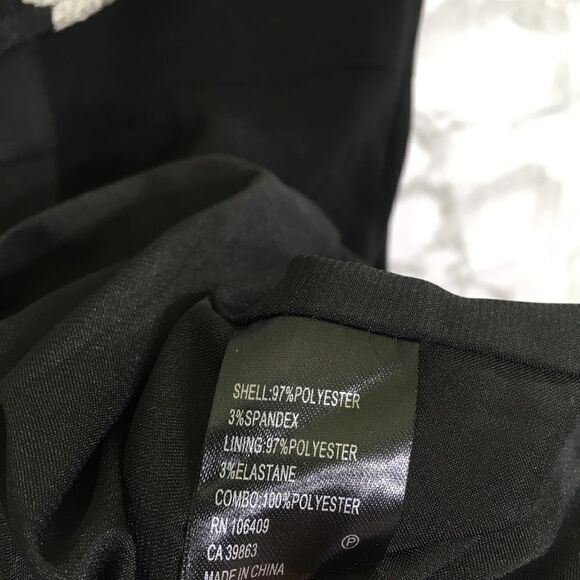 SHELL:97%POLYESTER
3%SPANDEX
LINING:97%POLYESTER
3%ELASTANE
COMBO:100%POLYESTER
RN 106409
CA 39863
P
MADE IN CHINA